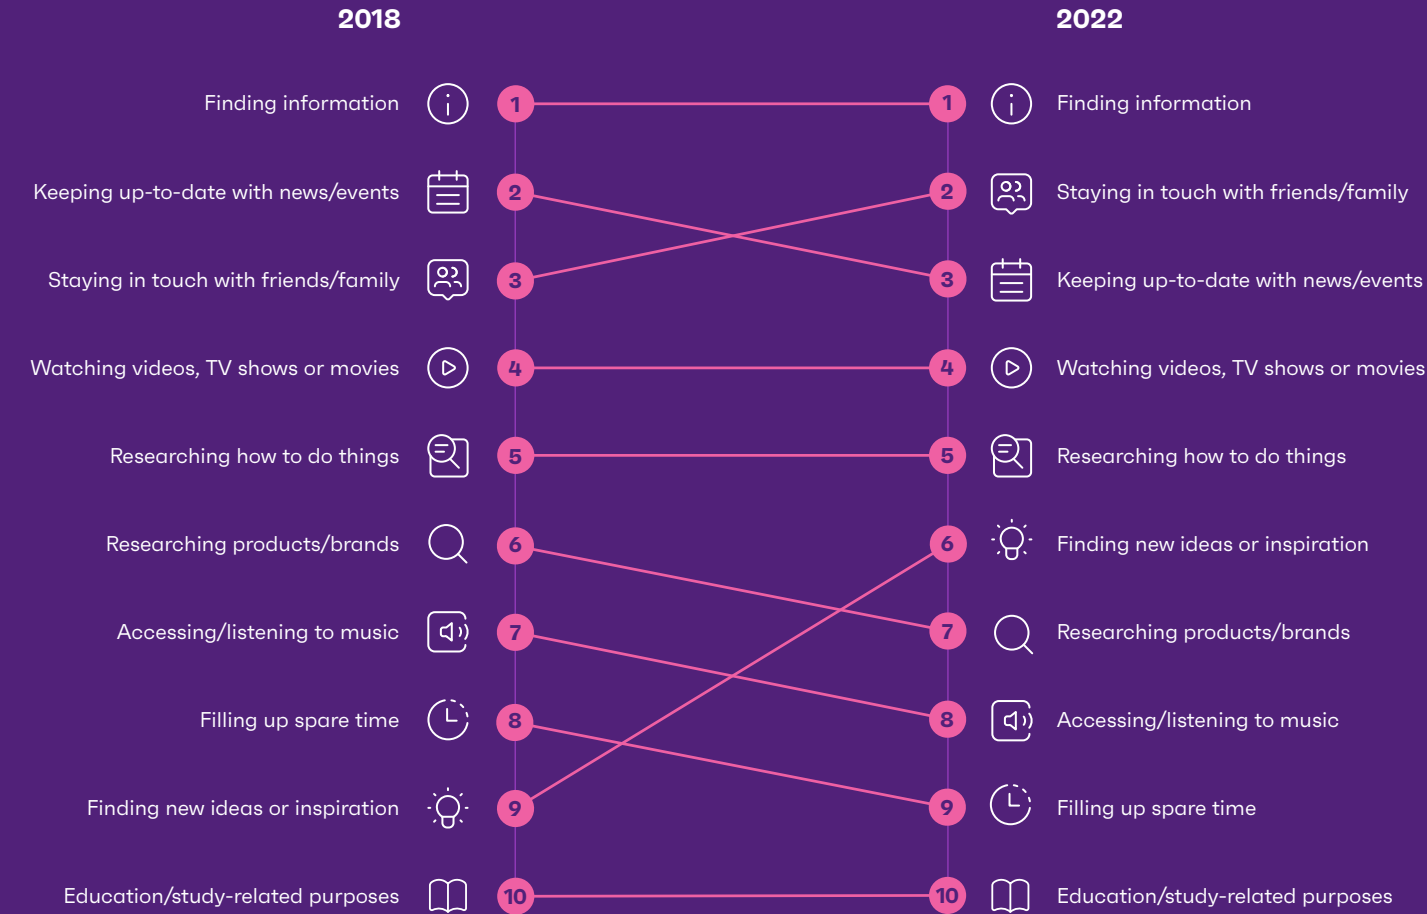 2018
2022
Finding information 1 1 Finding information
Keeping up-to-date with news/events 2 2 Staying in touch with friends/family
Staying in touch with friends/family 3 3 Keeping up-to-date with news/events
Watching videos, TV shows or movies 4 4 Watching videos, TV shows or movies
Researching how to do things 5 5 Researching how to do things
Researching products/brands 6 6 Finding new ideas or inspiration
Accessing/listening to music 7 7 Researching products/brands
Filling up spare time 8 8 Accessing/listening to music
Finding new ideas or inspiration 9 9 Filling up spare time
Education/study-related purposes 10 10 Education/study-related purposes